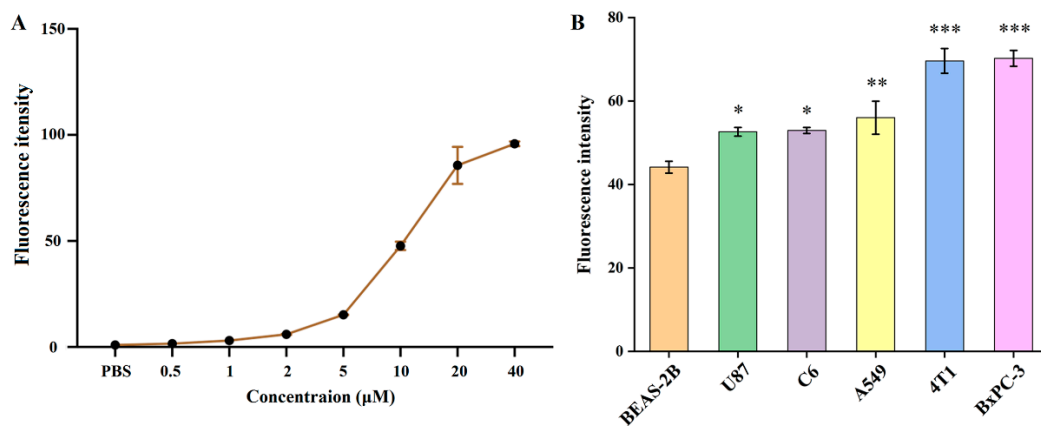 A
Fluorescence itensity
150
100
50
0
PBS 0.5 1 2 5 10 20 40
Concentraion (μM)
B
Fluorescence intensity
80
60
40
20
0
* * ** *** ***
BEAS-2B U87 C6 A549 4T1 BxPC-3